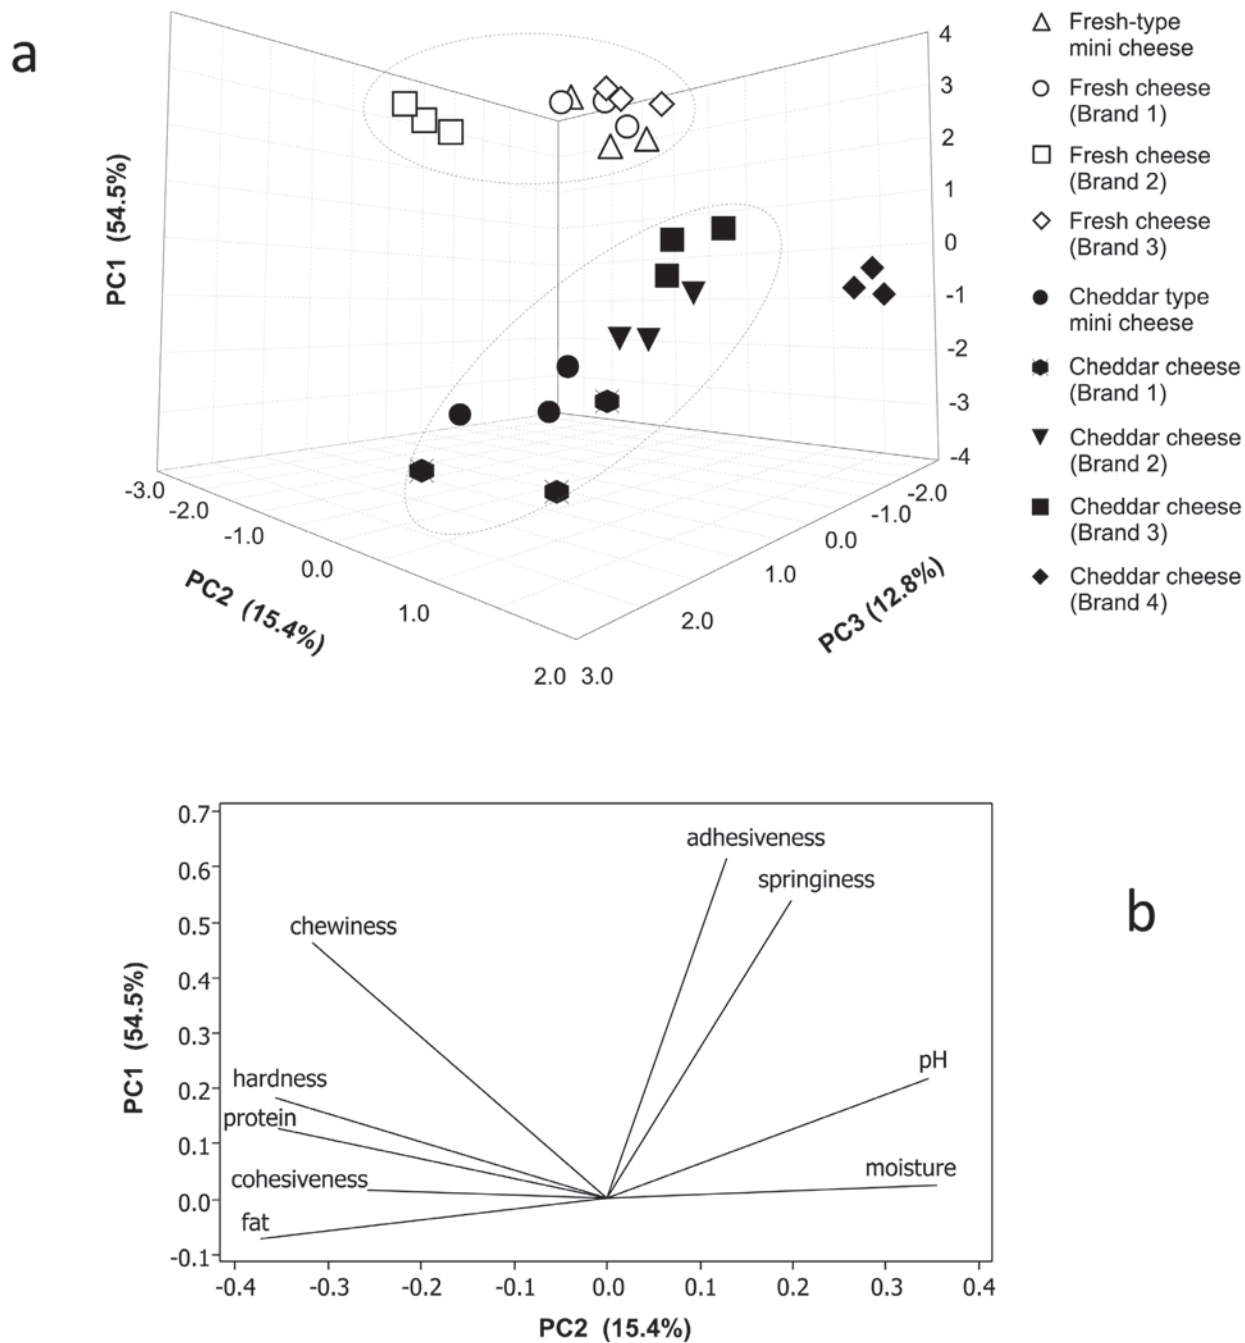 a
PC1 (54.5%)
4
3
2
1
0
-1
-2
-3
-4
-3.0
-2.0
-1.0
0.0
1.0
2.0
PC2 (15.4%)
3.0
2.0
1.0
0.0
-1.0
-2.0
PC3 (12.8%)
Fresh-type
mini cheese
Fresh cheese
(Brand 1)
Fresh cheese
(Brand 2)
Fresh cheese
(Brand 3)
Cheddar type
mini cheese
Cheddar cheese
(Brand 1)
Cheddar cheese
(Brand 2)
Cheddar cheese
(Brand 3)
Cheddar cheese
(Brand 4)
b
PC1 (54.5%)
0.7
0.6
0.5
0.4
0.3
0.2
0.1
0.0
-0.1
adhesiveness
springiness
chewiness
pH
hardness
protein
moisture
cohesiveness
fat
-0.4 -0.3 -0.2 -0.1 0.0 0.1 0.2 0.3 0.4
PC2 (15.4%)